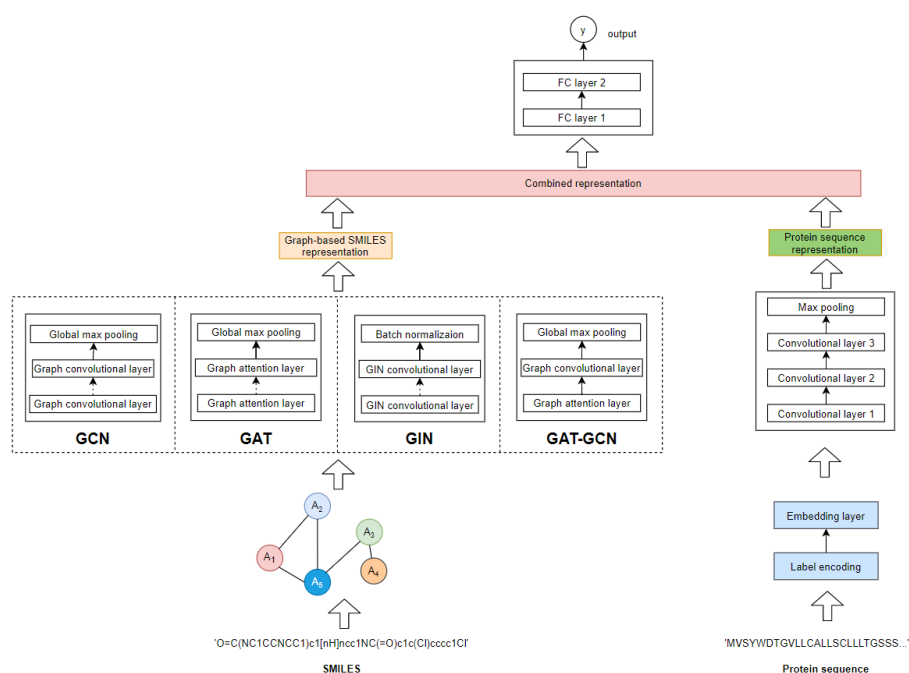 y
output
FC layer 2
FC layer 1
Combined representation
Graph-based SMILES
representation
Protein sequence
representation
Global max pooling
Graph convolutional layer
Graph convolutional layer
GCN
Global max pooling
Graph attention layer
Graph attention layer
GAT
Batch normalizaion
GIN convolutional layer
GIN convolutional layer
GIN
Global max pooling
Graph convolutional layer
Graph attention layer
GAT-GCN
Max pooling
Convolutional layer 3
Convolutional layer 2
Convolutional layer 1
A2
A3
A1
A4
A5
Embedding layer
Label encoding
'O=C(NC1CCNCC1)c1[nH]ncc1NC(=O)c1c(Cl)cccc1Cl'
SMILES
'MVSYWDTGVLLCALLSCLLLTGSSS...'
Protein sequence